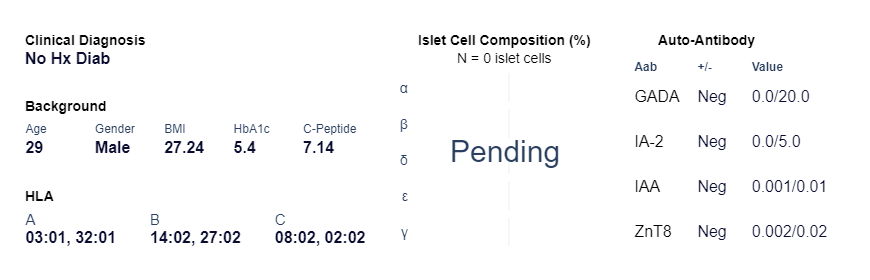 Clinical Diagnosis
No Hx Diab
Background
Age Gender BMI HbA1c C-Peptide
29 Male 27.24 5.4 7.14
HLA
A B C
03:01, 32:01 14:02, 27:02 08:02, 02:02
Islet Cell Composition (%)
N = 0 islet cells
α
β
δ
ε
γ
Pending
Auto-Antibody
Aab +/- Value
GADA Neg 0.0/20.0
IA-2 Neg 0.0/5.0
IAA Neg 0.001/0.01
ZnT8 Neg 0.002/0.02